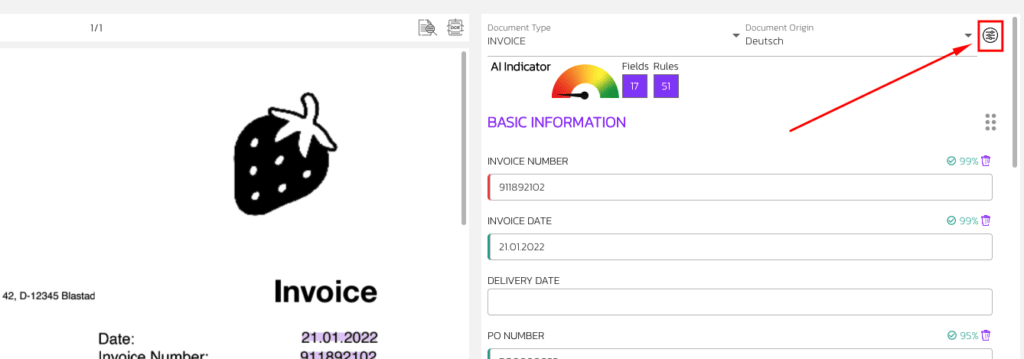 1/1
Document Type
INVOICE
Document Origin
Deutsch
AI Indicator
Fields Rules
17 51
BASIC INFORMATION
INVOICE NUMBER 99%
911892102
INVOICE DATE 99%
21.01.2022
DELIVERY DATE
PO NUMBER 95%
42, D-12345 Blastad
Invoice
Date: 21.01.2022
Invoice Number: 911892102